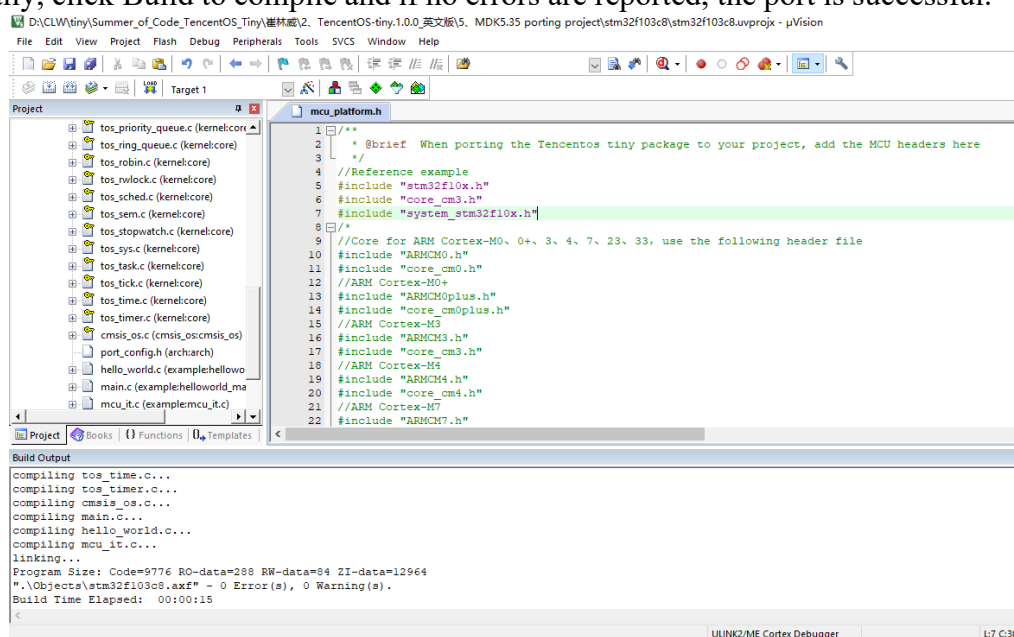 any, click Build to compile and if no errors are reported, the port is successful.
D:\CLW\tiny\Summer_of_Code_TencentOS_Tiny\崔林威\2、TencentOS-tiny.1.0.0_英文版\5、MDK5.35 porting project\stm32f103c8\stm32f103c8.uvprojx - µVision
File Edit View Project Flash Debug Peripherals Tools SVCS Window Help
LOAD Target 1
Project
mcu_platform.h
tos_priority_queue.c (kernel:core
tos_ring_queue.c (kernel:core)
tos_robin.c (kernel:core)
tos_rwlock.c (kernel:core)
tos_sched.c (kernel:core)
tos_sem.c (kernel:core)
tos_stopwatch.c (kernel:core)
tos_sys.c (kernel:core)
tos_task.c (kernel:core)
tos_tick.c (kernel:core)
tos_time.c (kernel:core)
tos_timer.c (kernel:core)
cmsis_os.c (cmsis_os:cmsis_os)
port_config.h (arch:arch)
hello_world.c (example:hellowo
main.c (example:helloworld_ma
mcu_it.c (example:mcu_it.c)
Project Books {} Functions 0 Templates
1 /**
2 * @brief When porting the Tencentos tiny package to your project, add the MCU headers here
3 */
4 //Reference example
5 #include "stm32f10x.h"
6 #include "core_cm3.h"
7 #include "system_stm32f10x.h"
8 /*
9 //Core for ARM Cortex-M0、0+、3、4、7、23、33，use the following header file
10 #include "ARMCM0.h"
11 #include "core_cm0.h"
12 //ARM Cortex-M0+
13 #include "ARMCM0plus.h"
14 #include "core_cm0plus.h"
15 //ARM Cortex-M3
16 #include "ARMCM3.h"
17 #include "core_cm3.h"
18 //ARM Cortex-M4
19 #include "ARMCM4.h"
20 #include "core_cm4.h"
21 //ARM Cortex-M7
22 #include "ARMCM7.h"
Build Output
compiling tos_time.c...
compiling tos_timer.c...
compiling cmsis_os.c...
compiling main.c...
compiling hello_world.c...
compiling mcu_it.c...
linking...
Program Size: Code=9776 RO-data=288 RW-data=84 ZI-data=12964
".\Objects\stm32f103c8.axf" - 0 Error(s), 0 Warning(s).
Build Time Elapsed: 00:00:15
ULINK2/ME Cortex Debugger
L:7 C:3